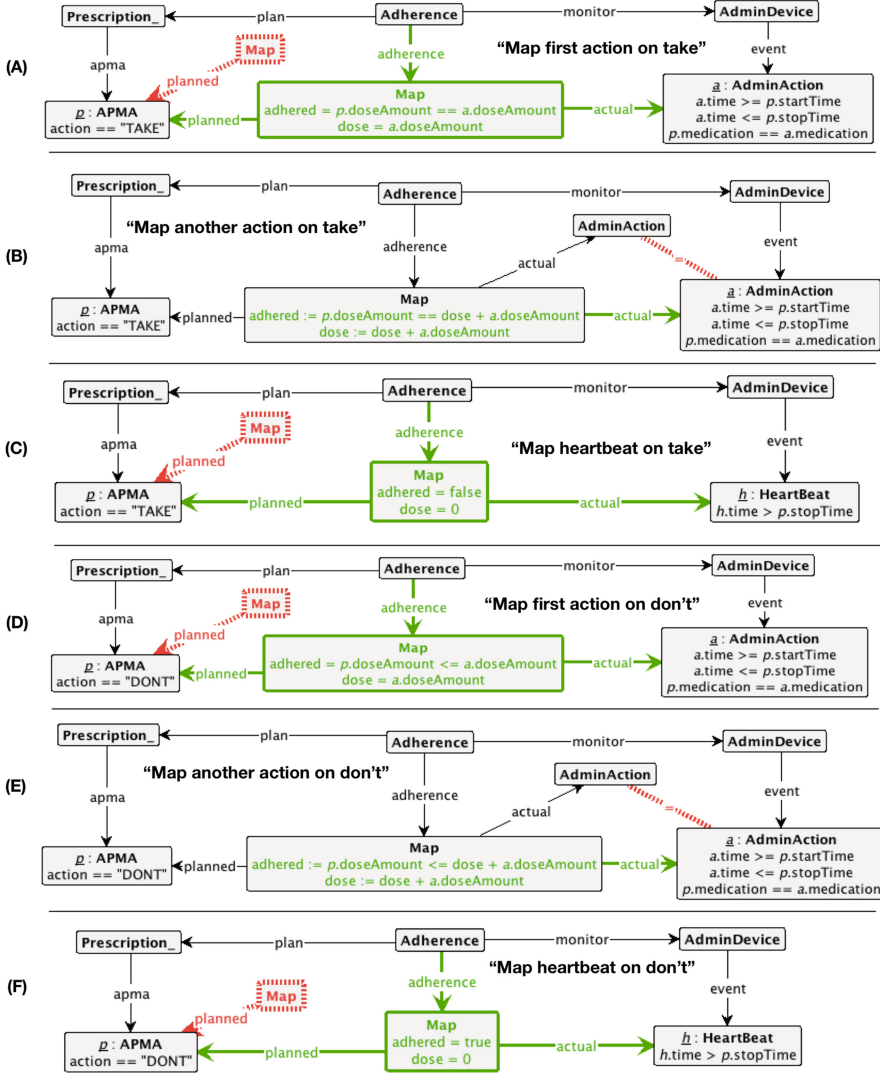 Prescription_ plan Adherence monitor AdminDevice
Map
"Map first action on take"
(A) apma planned adherence event
Map
adhered = p.doseAmount == a.doseAmount
dose = a.doseAmount
p : APMA
action == "TAKE"
planned
actual
a : AdminAction
a.time >= p.startTime
a.time <= p.stopTime
p.medication == a.medication
Prescription_ plan Adherence monitor AdminDevice
"Map another action on take"
AdminAction
(B) apma adherence actual = event
Map
adhered := p.doseAmount == dose + a.doseAmount
dose := dose + a.doseAmount
p : APMA
action == "TAKE"
planned
actual
a : AdminAction
a.time >= p.startTime
a.time <= p.stopTime
p.medication == a.medication
Prescription_ plan Adherence monitor AdminDevice
Map
"Map heartbeat on take"
(C) apma planned adherence event
Map
adhered = false
dose = 0
p : APMA
action == "TAKE"
planned
actual
h : HeartBeat
h.time > p.stopTime
Prescription_ plan Adherence monitor AdminDevice
Map
"Map first action on don't"
(D) apma planned adherence event
Map
adhered = p.doseAmount <= a.doseAmount
dose = a.doseAmount
p : APMA
action == "DONT"
planned
actual
a : AdminAction
a.time >= p.startTime
a.time <= p.stopTime
p.medication == a.medication
Prescription_ plan Adherence monitor AdminDevice
"Map another action on don't"
AdminAction
(E) apma adherence actual = event
Map
adhered := p.doseAmount <= dose + a.doseAmount
dose := dose + a.doseAmount
p : APMA
action == "DONT"
planned
actual
a : AdminAction
a.time >= p.startTime
a.time <= p.stopTime
p.medication == a.medication
Prescription_ plan Adherence monitor AdminDevice
"Map heartbeat on don't"
Map
(F) apma planned adherence event
Map
adhered = true
dose = 0
p : APMA
action == "DONT"
planned
actual
h : HeartBeat
h.time > p.stopTime